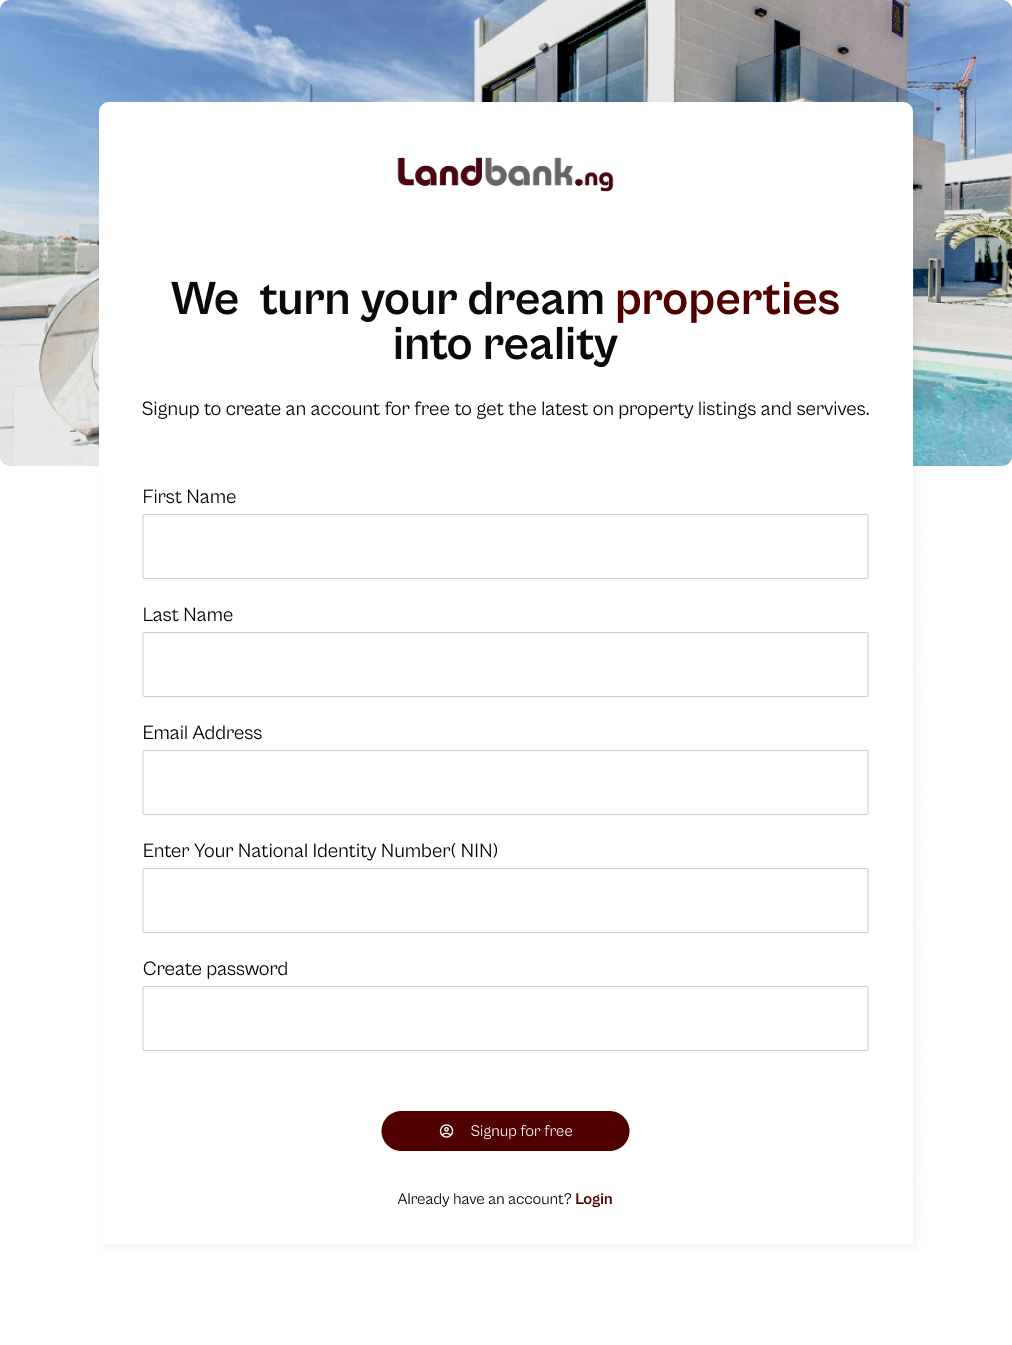 Landbank.ng
We  turn your dream properties
into reality
Signup to create an account for free to get the latest on property listings and servives.
First Name
Last Name
Email Address
Enter Your National Identity Number( NIN)
Create password
Signup for free
Already have an account? Login